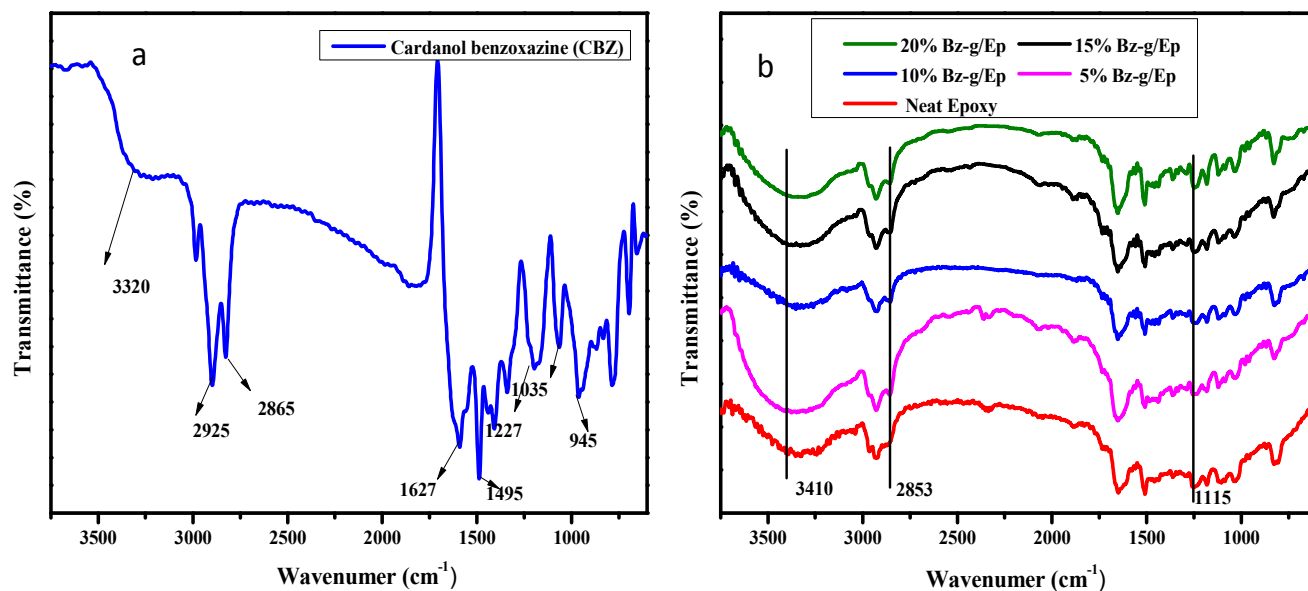 a
Cardanol benzoxazine (CBZ)
Transmittance (%)
3320
2925
2865
1627
1495
1227
1035
945
3500 3000 2500 2000 1500 1000
Wavenumer (cm-1)
b
20% Bz-g/Ep 15% Bz-g/Ep
10% Bz-g/Ep 5% Bz-g/Ep
Neat Epoxy
Transmittance (%)
3410
2853
1115
3500 3000 2500 2000 1500 1000
Wavenumer (cm-1)